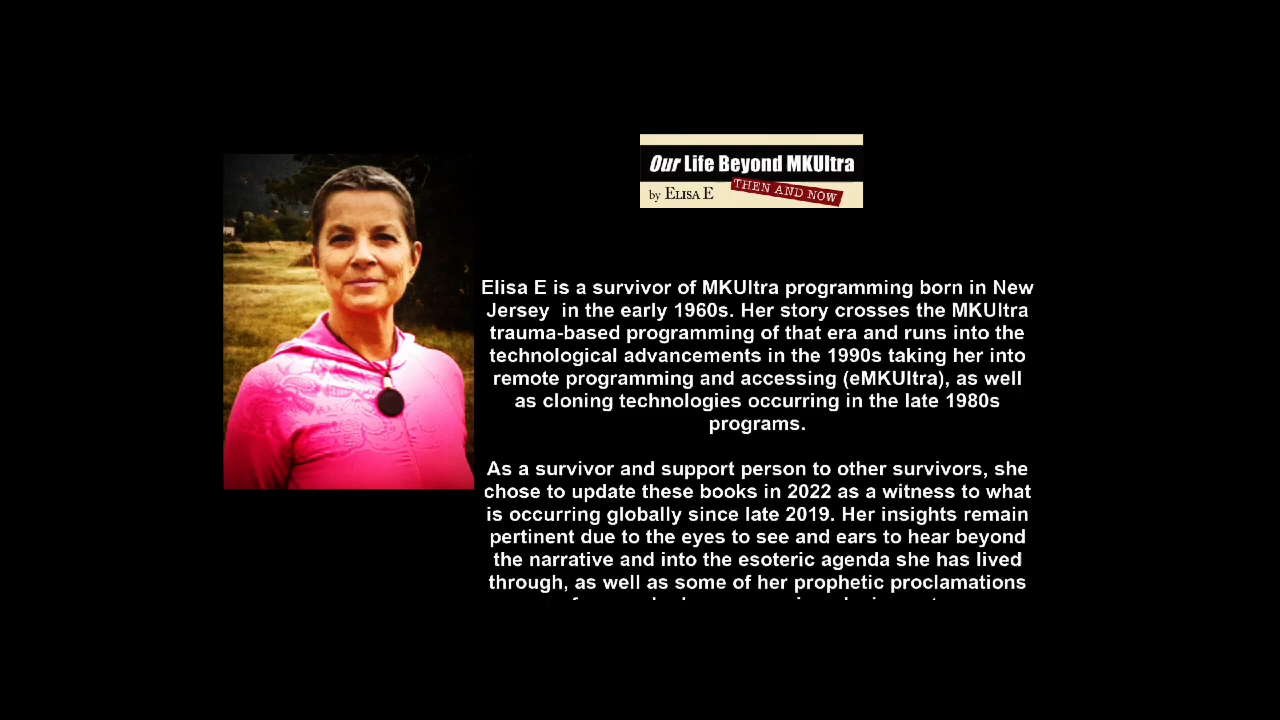 Our Life Beyond MKUltra
THEN AND NOW
by ELISA E
Elisa E is a survivor of MKUltra programming born in New
Jersey  in the early 1960s. Her story crosses the MKUltra
trauma-based programming of that era and runs into the
technological advancements in the 1990s taking her into
remote programming and accessing (eMKUltra), as well
as cloning technologies occurring in the late 1980s
programs.
As a survivor and support person to other survivors, she
chose to update these books in 2022 as a witness to what
is occurring globally since late 2019. Her insights remain
pertinent due to the eyes to see and ears to hear beyond
the narrative and into the esoteric agenda she has lived
through, as well as some of her prophetic proclamations